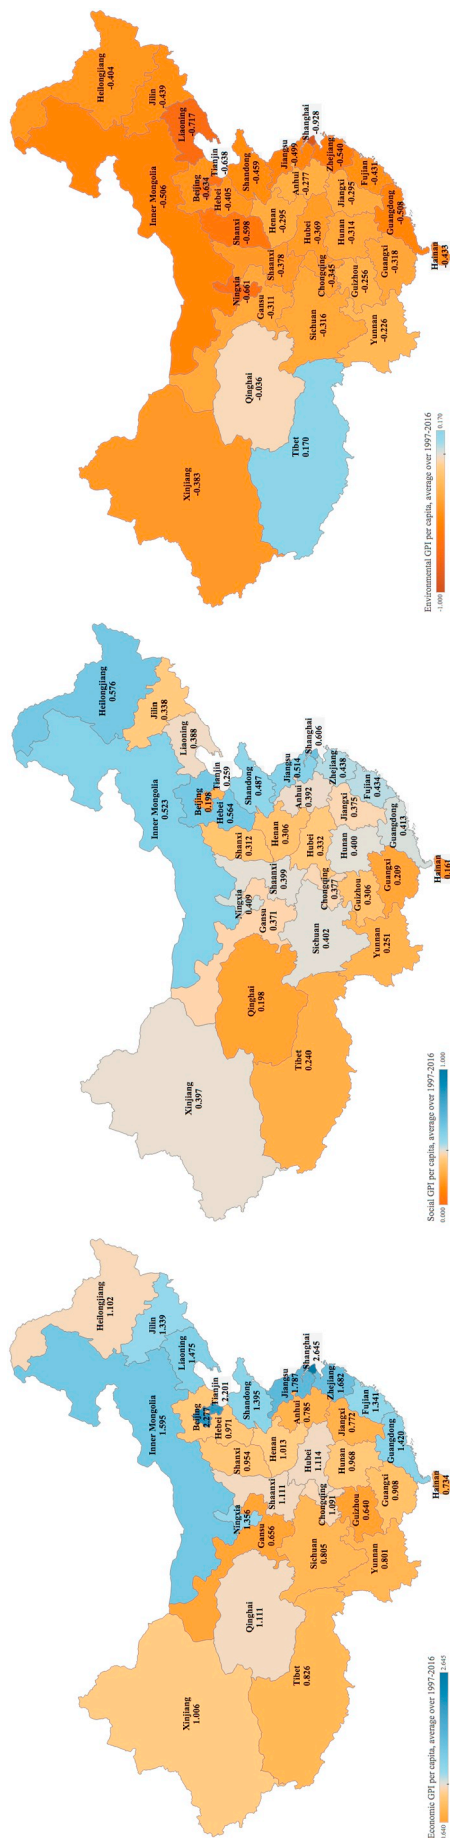 Heilongjiang
1.102
Jilin
1.339
Inner Mongolia
1.595
Liaoning
1.475
Xinjiang
1.006
Beijing
2.272
Tianjin
2.201
Hebei
0.971
Shanxi
0.954
Ningxia
1.356
Shandong
1.395
Gansu
0.656
Qinghai
1.111
Shaanxi
1.111
Henan
1.013
Jiangsu
1.787
Anhui
0.785
Shanghai
2.645
Tibet
0.826
Sichuan
0.805
Chongqing
1.091
Hubei
1.114
Zhejiang
1.682
Jiangxi
0.772
Hunan
0.968
Guizhou
0.640
Fujian
1.341
Yunnan
0.801
Guangxi
0.908
Guangdong
1.420
Hainan
0.734
Economic GPI per capita, average over 1997-2016
0.640 2.645
Heilongjiang
0.576
Jilin
0.338
Inner Mongolia
0.523
Liaoning
0.388
Xinjiang
0.397
Beijing
0.198
Tianjin
0.259
Hebei
0.564
Shanxi
0.312
Ningxia
0.409
Shandong
0.487
Gansu
0.371
Qinghai
0.198
Shaanxi
0.399
Henan
0.306
Jiangsu
0.514
Anhui
0.392
Shanghai
0.606
Tibet
0.240
Sichuan
0.402
Chongqing
0.377
Hubei
0.332
Zhejiang
0.438
Jiangxi
0.375
Hunan
0.400
Guizhou
0.306
Fujian
0.434
Yunnan
0.251
Guangxi
0.209
Guangdong
0.413
Hainan
0.161
Social GPI per capita, average over 1997-2016
0.000 1.000
Heilongjiang
-0.404
Jilin
-0.439
Inner Mongolia
-0.506
Liaoning
-0.717
Xinjiang
-0.383
Beijing
-0.634
Tianjin
-0.638
Hebei
-0.405
Shanxi
-0.598
Ningxia
-0.661
Shandong
-0.459
Gansu
-0.311
Qinghai
-0.036
Shaanxi
-0.378
Henan
-0.295
Jiangsu
-0.499
Anhui
-0.277
Shanghai
-0.928
Tibet
0.170
Sichuan
-0.316
Chongqing
-0.345
Hubei
-0.369
Zhejiang
-0.540
Jiangxi
-0.295
Hunan
-0.314
Guizhou
-0.256
Fujian
-0.431
Yunnan
-0.226
Guangxi
-0.318
Guangdong
-0.508
Hainan
-0.433
Environmental GPI per capita, average over 1997-2016
-1.000 0.170